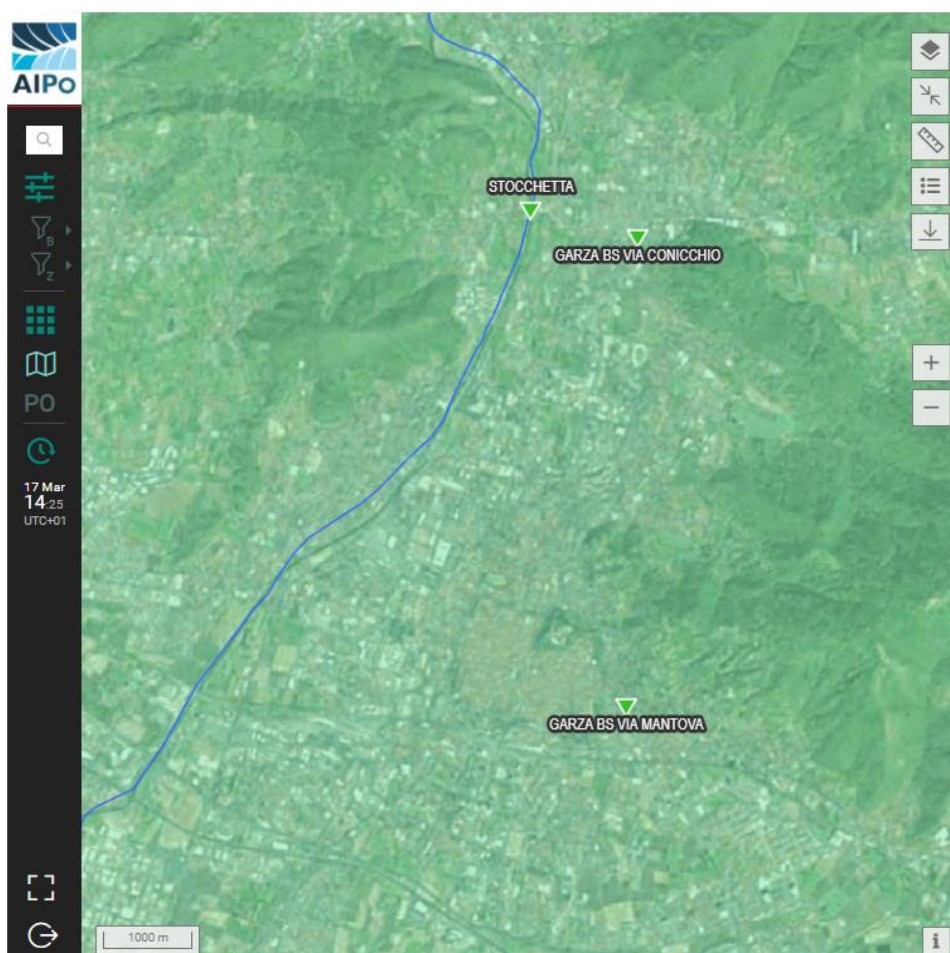 AIPo
STOCCHETTA
GARZA BS VIA CONICCHIO
B
Z
PO
17 Mar
14:25
UTC+01
GARZA BS VIA MANTOVA
1000 m
i